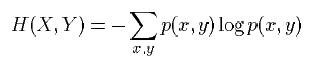 H(X, Y) = − ∑_{x,y} p(x, y) log p(x, y)